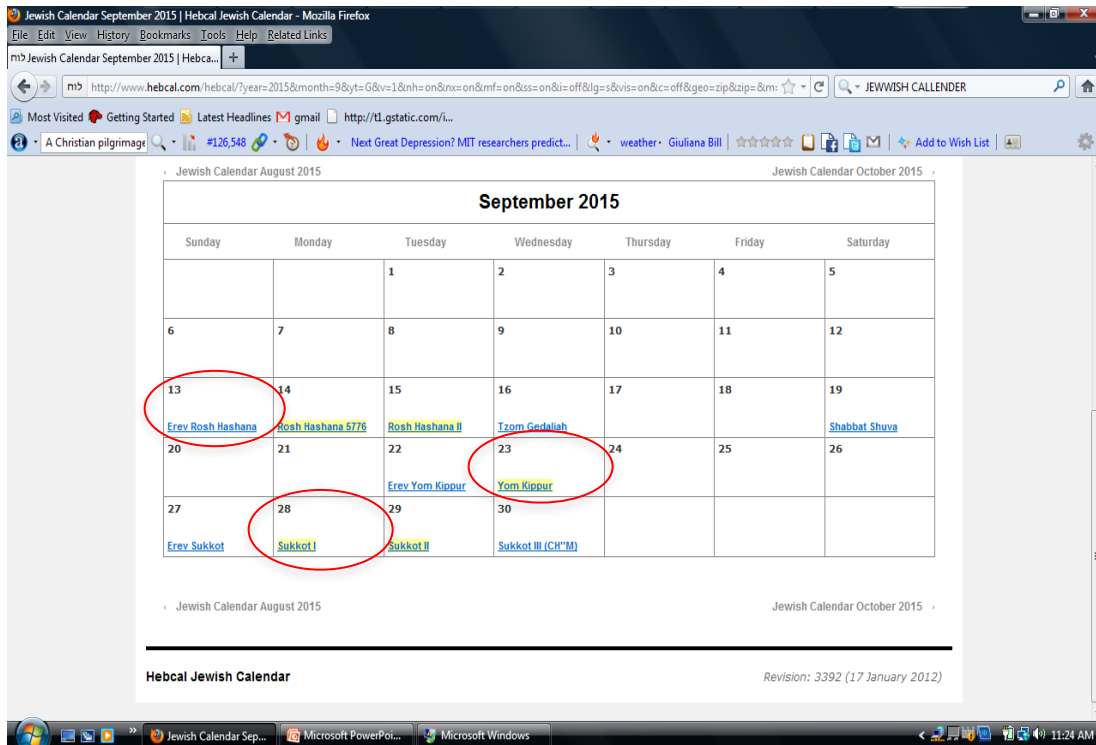 Jewish Calendar September 2015 | Hebcal Jewish Calendar - Mozilla Firefox
File Edit View History Bookmarks Tools Help Related Links
לוח Jewish Calendar September 2015 | Hebca... +
לוח http://www.hebcal.com/hebcal/?year=2015&month=9&yt=G&v=1&nh=on&nx=on&mf=on&ss=on&i=off&lg=s&vis=on&c=off&geo=zip&zip=&m: JEWWISH CALLENDER
Most Visited Getting Started Latest Headlines gmail http://t1.gstatic.com/i...
a A Christian pilgrimage #126,548 Next Great Depression? MIT researchers predict... weather Giuliana Bill Add to Wish List
‹ Jewish Calendar August 2015 Jewish Calendar October 2015 ›
September 2015
Sunday Monday Tuesday Wednesday Thursday Friday Saturday
1 2 3 4 5
6 7 8 9 10 11 12
13 14 15 16 17 18 19
Erev Rosh Hashana Rosh Hashana 5776 Rosh Hashana II Tzom Gedaliah Shabbat Shuva
20 21 22 23 24 25 26
Erev Yom Kippur Yom Kippur
27 28 29 30
Erev Sukkot Sukkot I Sukkot II Sukkot III (CH"M)
‹ Jewish Calendar August 2015 Jewish Calendar October 2015 ›
Hebcal Jewish Calendar Revision: 3392 (17 January 2012)
» Jewish Calendar Sep... Microsoft PowerPoi... Microsoft Windows 11:24 AM